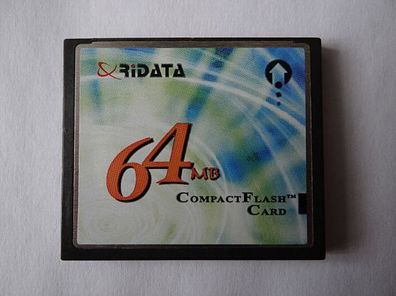 RiDATA
64MB
COMPACTFLASH™
CARD